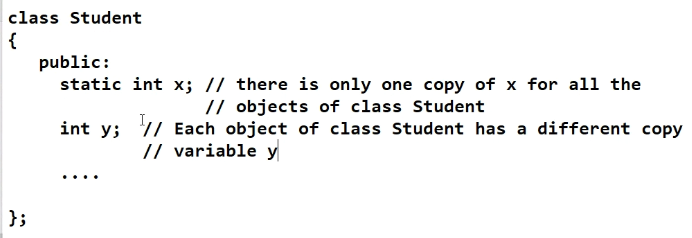 class Student
{
public:
static int x; // there is only one copy of x for all the
// objects of class Student
int y; // Each object of class Student has a different copy
// variable y
....
};